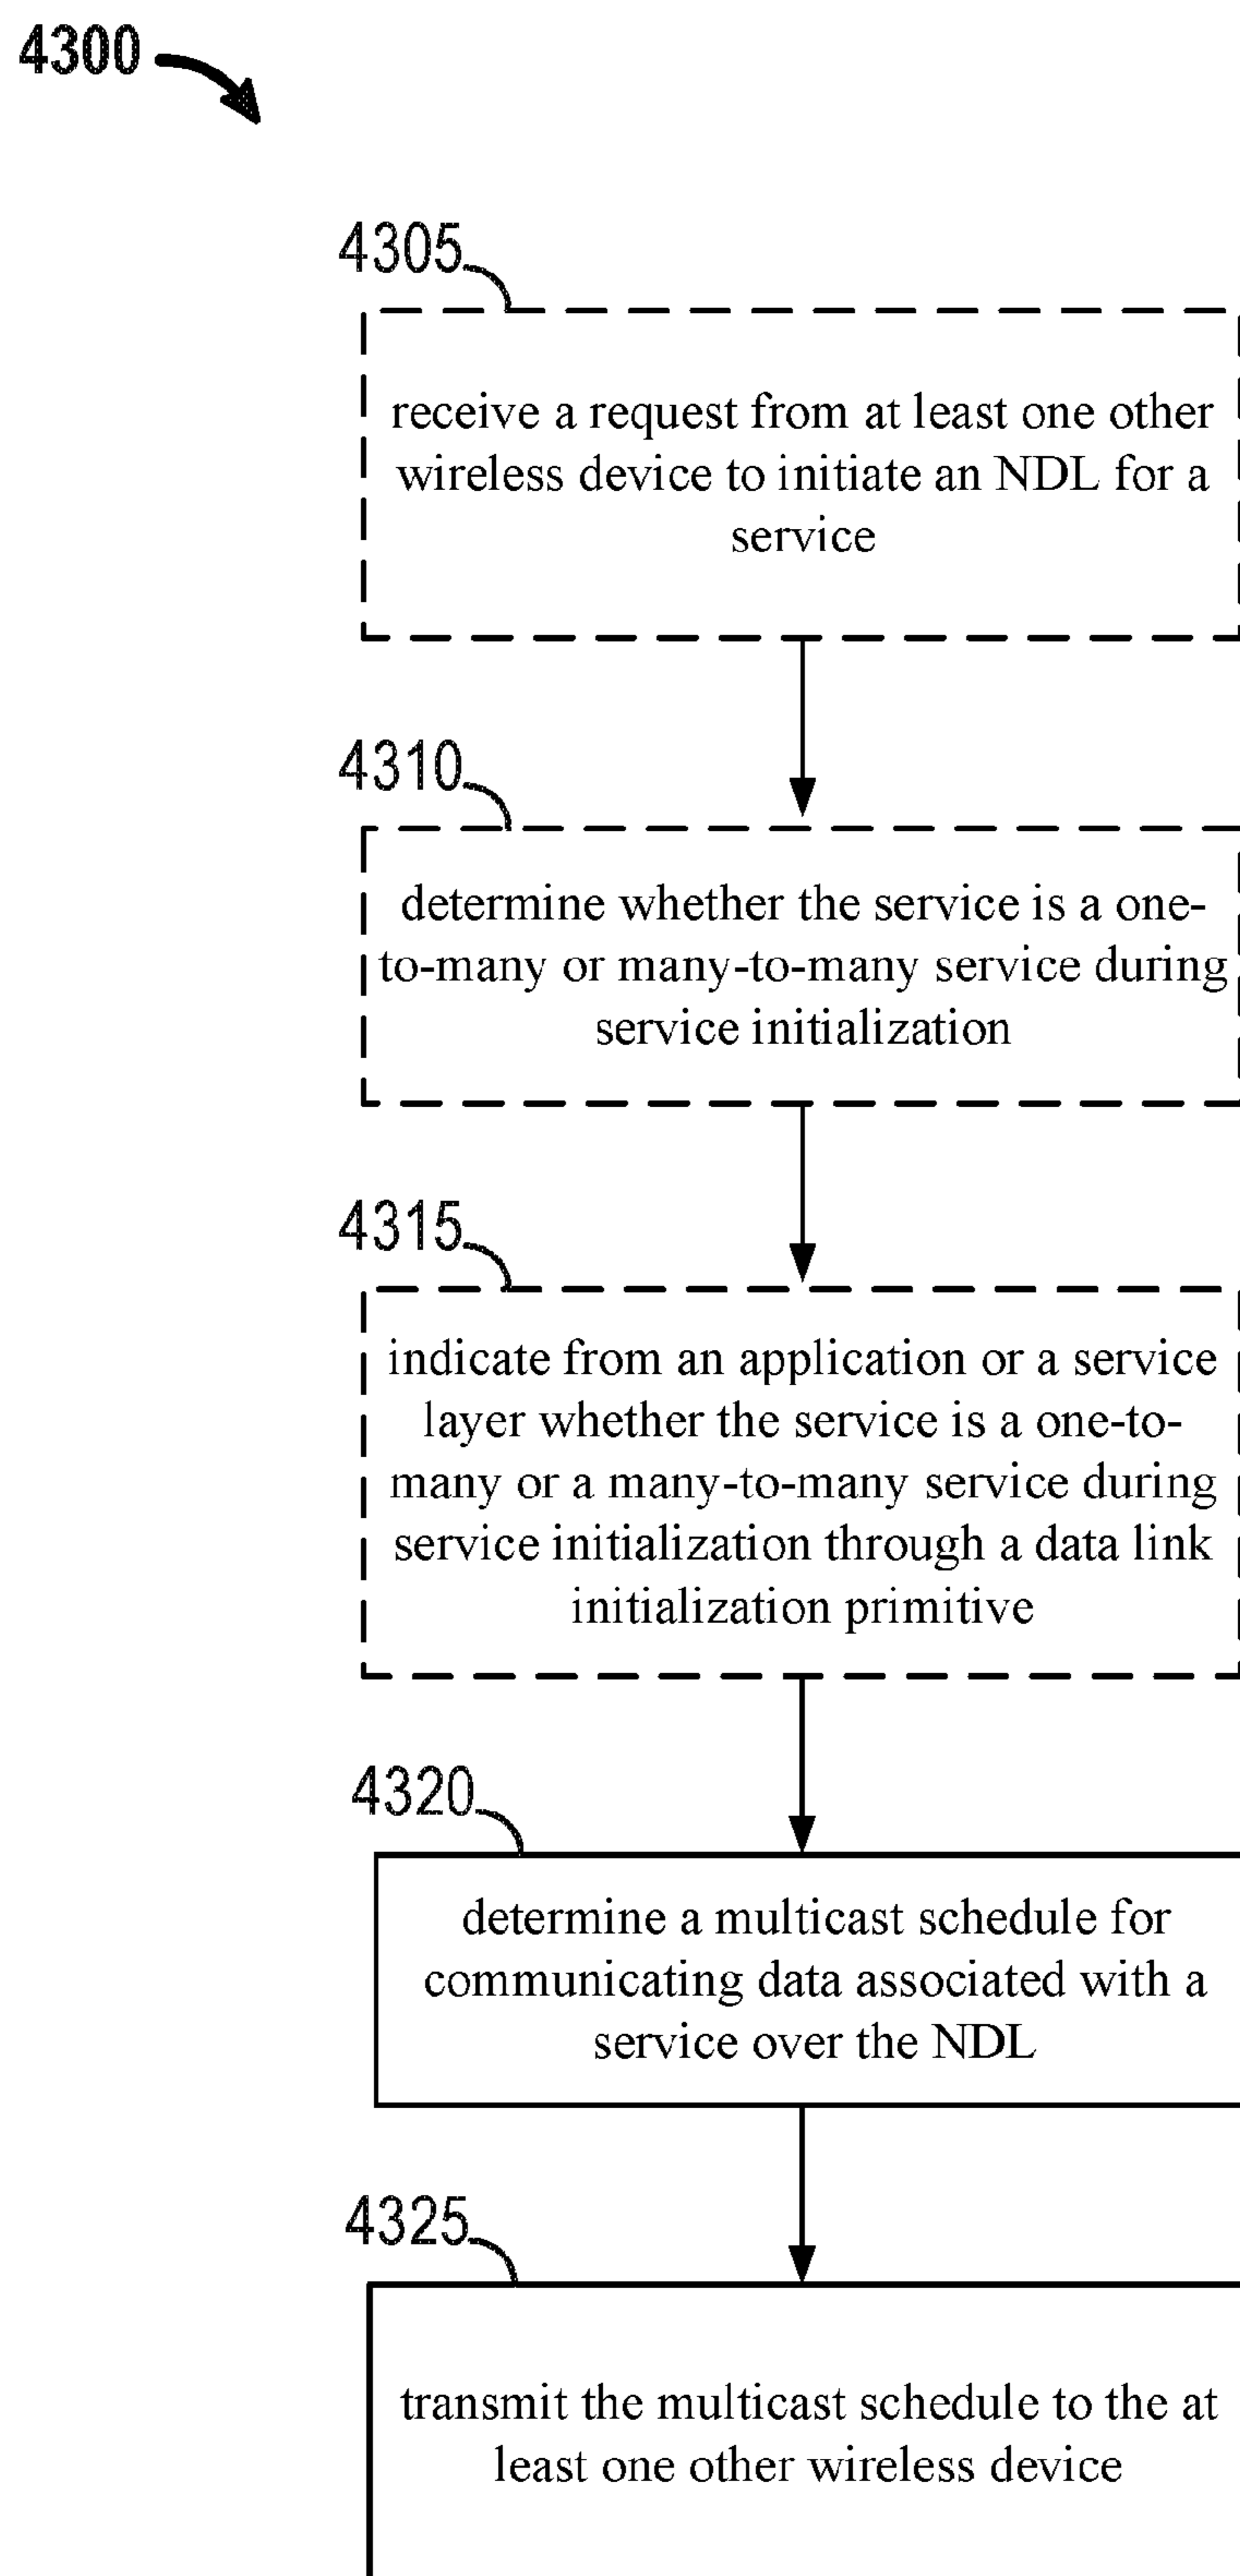 4300
4305
receive a request from at least one other
wireless device to initiate an NDL for a
service
4310
determine whether the service is a one-
to-many or many-to-many service during
service initialization
4315
indicate from an application or a service
layer whether the service is a one-to-
many or a many-to-many service during
service initialization through a data link
initialization primitive
4320
determine a multicast schedule for
communicating data associated with a
service over the NDL
4325
transmit the multicast schedule to the at
least one other wireless device